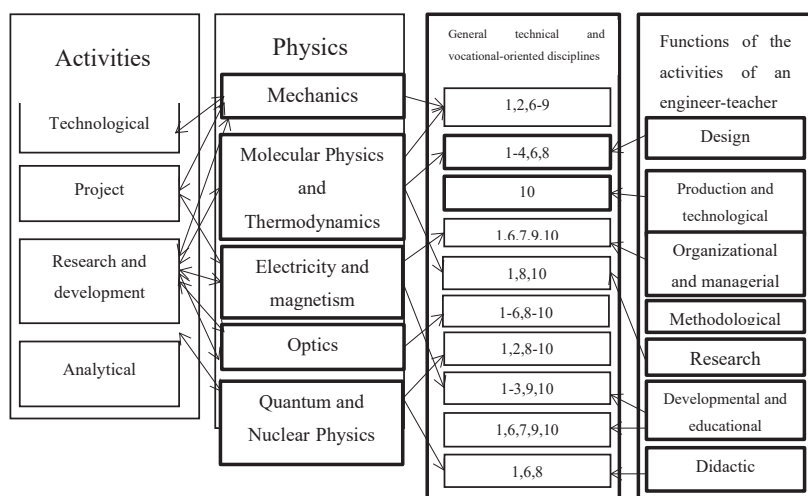 Activities
Technological
Project
Research and
development
Analytical
Physics
Mechanics
Molecular Physics
and
Thermodynamics
Electricity and
magnetism
Optics
Quantum and
Nuclear Physics
General technical and
vocational-oriented disciplines
1,2,6-9
1-4,6,8
10
1,6,7,9,10
1,8,10
1-6,8-10
1,2,8-10
1-3,9,10
1,6,7,9,10
1,6,8
Functions of the
activities of an
engineer-teacher
Design
Production and
technological
Organizational
and managerial
Methodological
Research
Developmental and
educational
Didactic